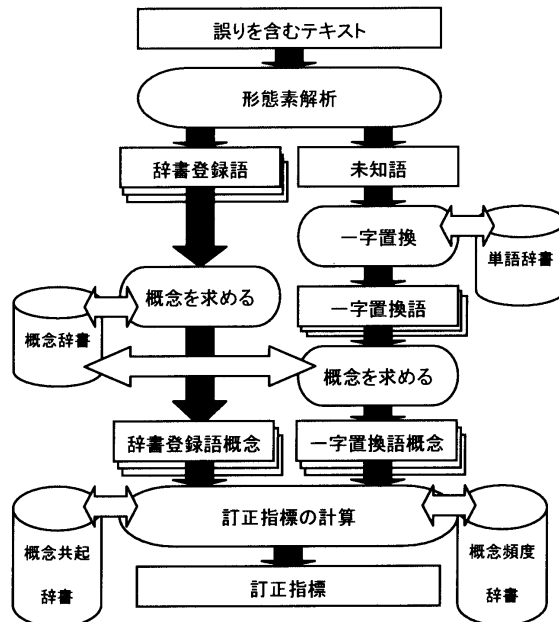 誤りを含むテキスト
形態素解析
辞書登録語
未知語
一字置換
単語辞書
概念を求める
一字置換語
概念辞書
概念を求める
辞書登録語概念
一字置換語概念
訂正指標の計算
概念共起
辞書
概念頻度
辞書
訂正指標